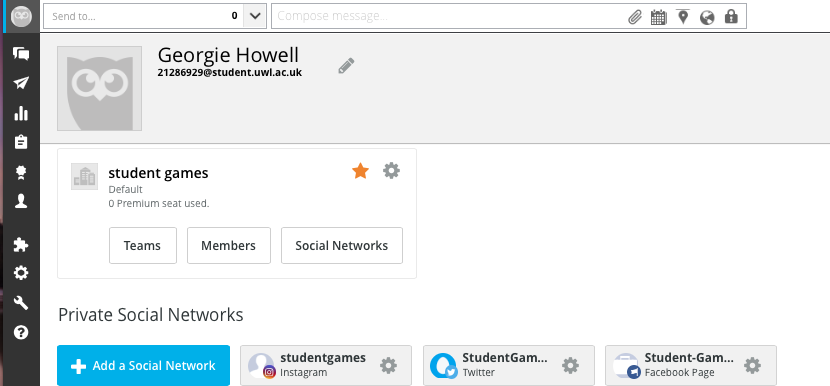 Send to... 0 Compose message...
Georgie Howell
21286929@student.uwl.ac.uk
student games
Default
0 Premium seat used.
Teams Members Social Networks
Private Social Networks
Add a Social Network
studentgames
Instagram
StudentGam...
Twitter
Student-Gam...
Facebook Page